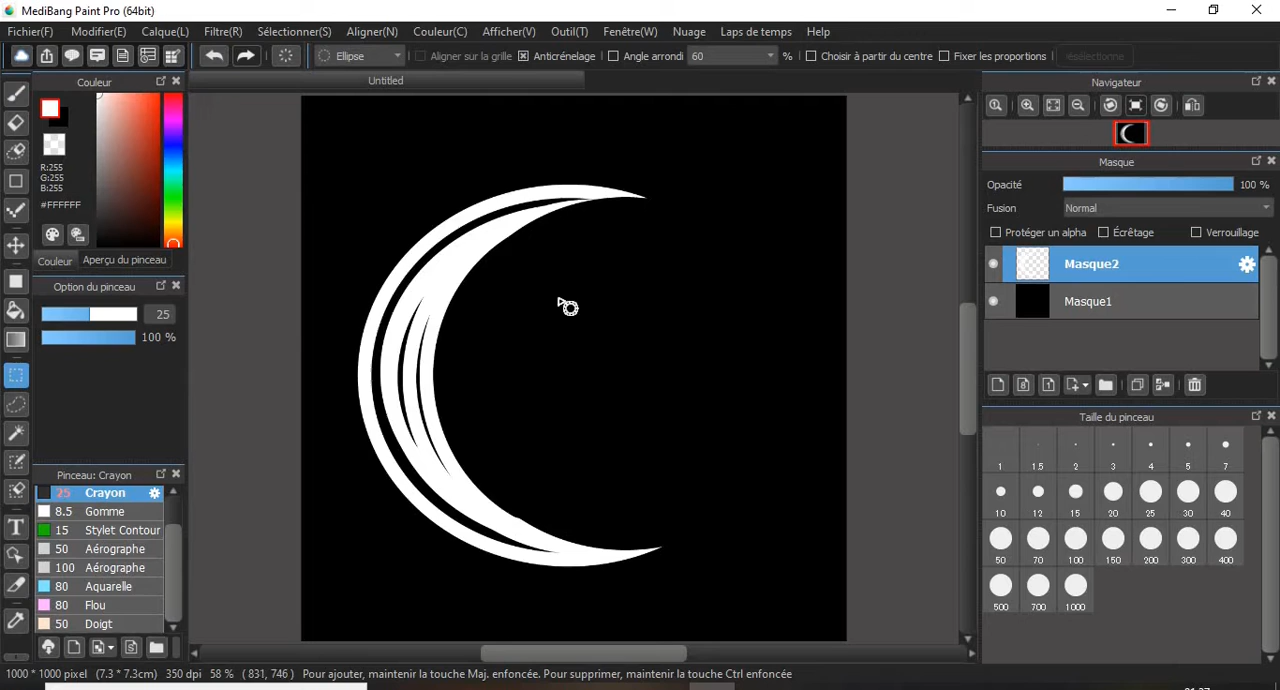 MediBang Paint Pro (64bit)
Fichier(F) Modifier(E) Calque(L) Filtre(R) Sélectionner(S) Aligner(N) Couleur(C) Afficher(V) Outil(T) Fenêtre(W) Nuage Laps de temps Help
Ellipse Aligner sur la grille Anticrénelage Angle arrondi 60 % Choisir à partir du centre Fixer les proportions
Untitled
Couleur
R:255
G:255
B:255
#FFFFFF
Couleur Aperçu du pinceau
Option du pinceau
25
100 %
Pinceau: Crayon
25 Crayon
8.5 Gomme
15 Stylet Contour
50 Aérographe
100 Aérographe
80 Aquarelle
80 Flou
50 Doigt
Navigateur
Masque
Opacité 100 %
Fusion Normal
Protéger un alpha Écrêtage Verrouillage
Masque2
Masque1
Taille du pinceau
1 1.5 2 3 4 5 7
10 12 15 20 25 30 40
50 70 100 150 200 300 400
500 700 1000
1000 * 1000 pixel (7.3 * 7.3cm) 350 dpi 58 % ( 831, 746 ) Pour ajouter, maintenir la touche Maj. enfoncée. Pour supprimer, maintenir la touche Ctrl enfoncée